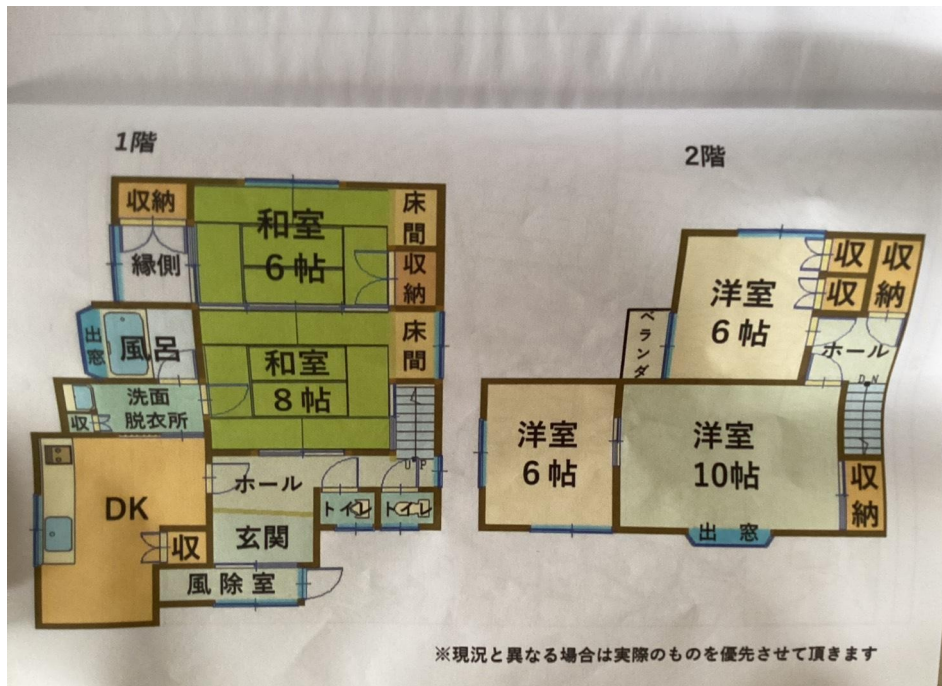 1階
収納
縁側
和室
6帖
床
間
収
納
出
窓
風呂
和室
8帖
床
間
洗面
脱衣所
収
UP
DK
ホール
トイレ
トイレ
収
玄関
風除室
2階
洋室
6帖
収
収
収
納
ベランダ
ホール
DN
洋室
6帖
洋室
10帖
収
納
出窓
※現況と異なる場合は実際のものを優先させて頂きます